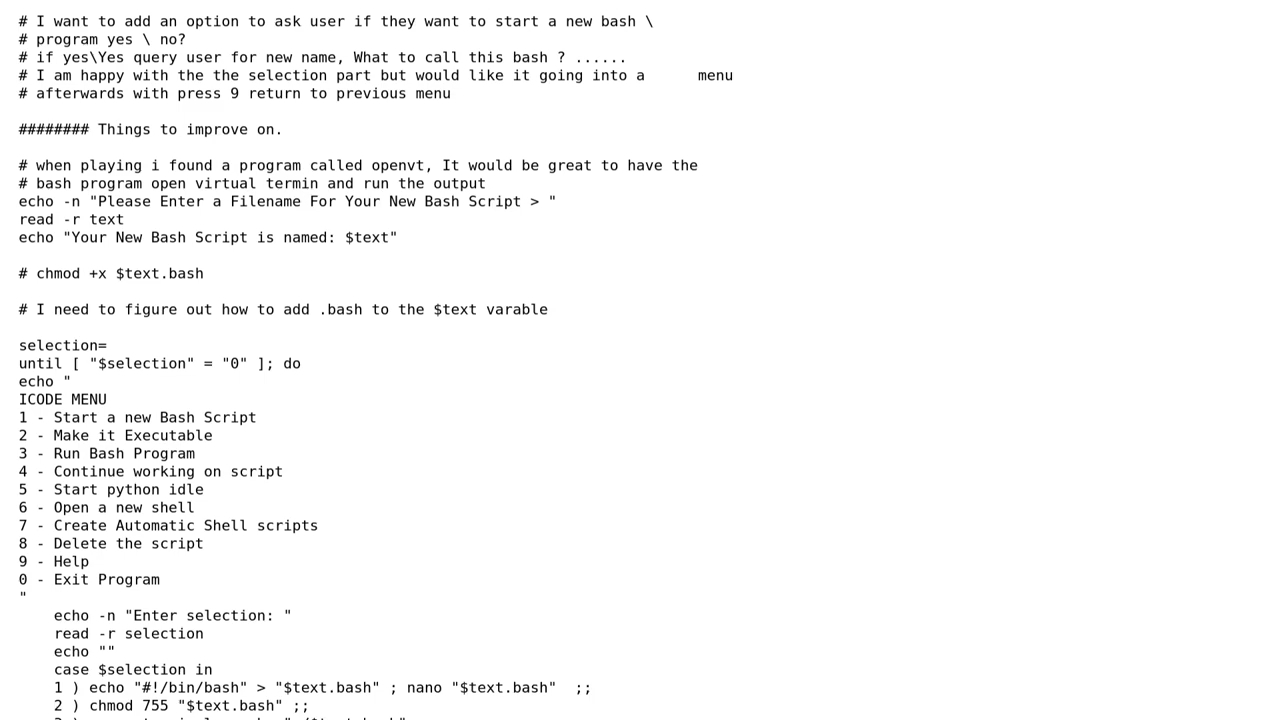 # I want to add an option to ask user if they want to start a new bash \
# program yes \ no?
# if yes\Yes query user for new name, What to call this bash ? ......
# I am happy with the the selection part but would like it going into a      menu
# afterwards with press 9 return to previous menu
######## Things to improve on.
# when playing i found a program called openvt, It would be great to have the
# bash program open virtual termin and run the output
echo -n "Please Enter a Filename For Your New Bash Script > "
read -r text
echo "Your New Bash Script is named: $text"
# chmod +x $text.bash
# I need to figure out how to add .bash to the $text varable
selection=
until [ "$selection" = "0" ]; do
echo "
ICODE MENU
1 - Start a new Bash Script
2 - Make it Executable
3 - Run Bash Program
4 - Continue working on script
5 - Start python idle
6 - Open a new shell
7 - Create Automatic Shell scripts
8 - Delete the script
9 - Help
0 - Exit Program
"
    echo -n "Enter selection: "
    read -r selection
    echo ""
    case $selection in
    1 ) echo "#!/bin/bash" > "$text.bash" ; nano "$text.bash"  ;;
    2 ) chmod 755 "$text.bash" ;;